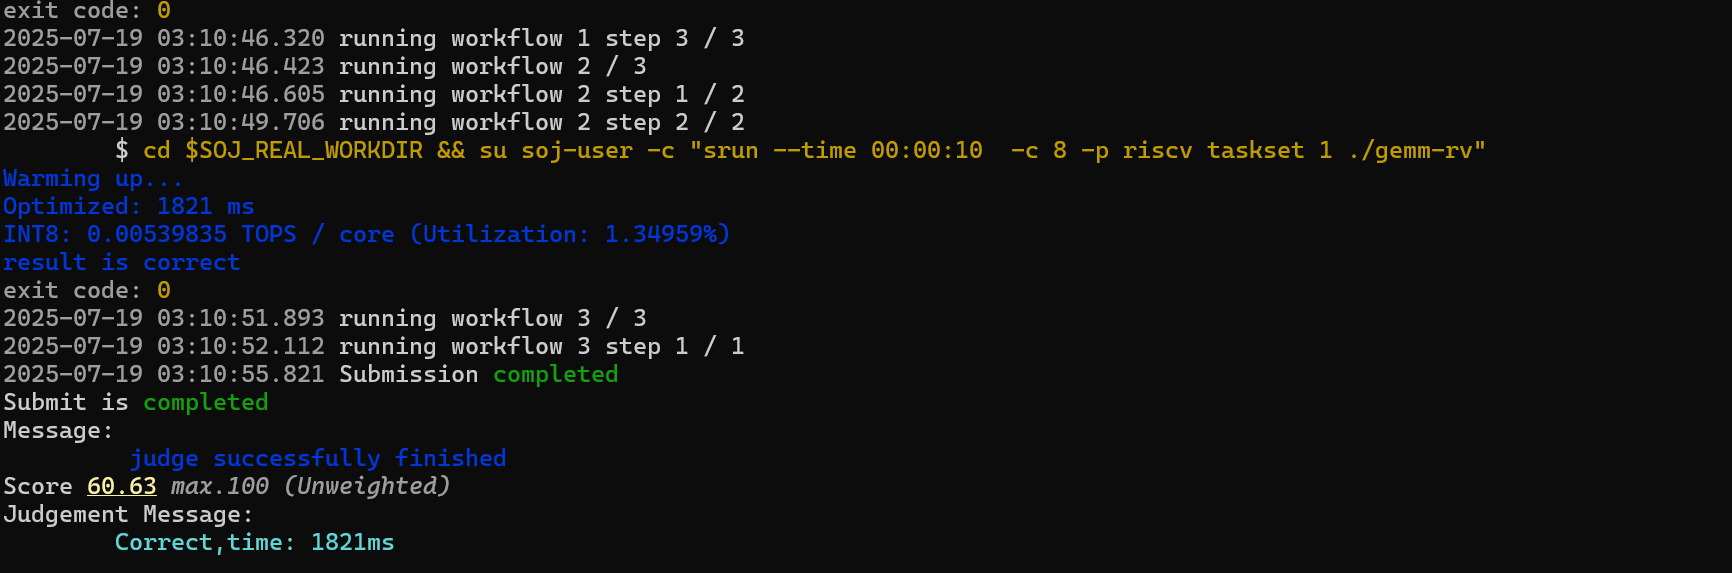 exit code: 0
2025-07-19 03:10:46.320 running workflow 1 step 3 / 3
2025-07-19 03:10:46.423 running workflow 2 / 3
2025-07-19 03:10:46.605 running workflow 2 step 1 / 2
2025-07-19 03:10:49.706 running workflow 2 step 2 / 2
$ cd $SOJ_REAL_WORKDIR && su soj-user -c "srun --time 00:00:10  -c 8 -p riscv taskset 1 ./gemm-rv"
Warming up...
Optimized: 1821 ms
INT8: 0.00539835 TOPS / core (Utilization: 1.34959%)
result is correct
exit code: 0
2025-07-19 03:10:51.893 running workflow 3 / 3
2025-07-19 03:10:52.112 running workflow 3 step 1 / 1
2025-07-19 03:10:55.821 Submission completed
Submit is completed
Message:
judge successfully finished
Score 60.63 max.100 (Unweighted)
Judgement Message:
Correct,time: 1821ms